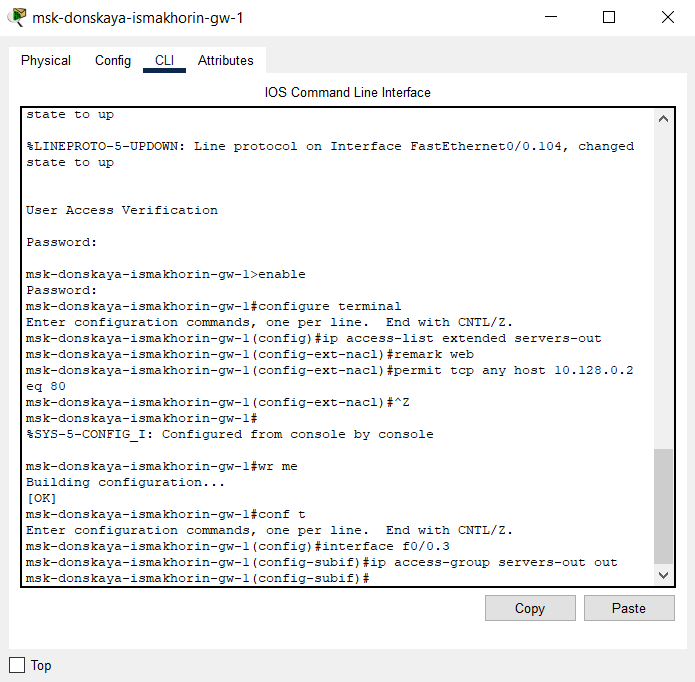 msk-donskaya-ismakhorin-gw-1
Physical Config CLI Attributes
IOS Command Line Interface
state to up
%LINEPROTO-5-UPDOWN: Line protocol on Interface FastEthernet0/0.104, changed
state to up
User Access Verification
Password:
msk-donskaya-ismakhorin-gw-1>enable
Password:
msk-donskaya-ismakhorin-gw-1#configure terminal
Enter configuration commands, one per line.  End with CNTL/Z.
msk-donskaya-ismakhorin-gw-1(config)#ip access-list extended servers-out
msk-donskaya-ismakhorin-gw-1(config-ext-nacl)#remark web
msk-donskaya-ismakhorin-gw-1(config-ext-nacl)#permit tcp any host 10.128.0.2
eq 80
msk-donskaya-ismakhorin-gw-1(config-ext-nacl)#^Z
msk-donskaya-ismakhorin-gw-1#
%SYS-5-CONFIG_I: Configured from console by console
msk-donskaya-ismakhorin-gw-1#wr me
Building configuration...
[OK]
msk-donskaya-ismakhorin-gw-1#conf t
Enter configuration commands, one per line.  End with CNTL/Z.
msk-donskaya-ismakhorin-gw-1(config)#interface f0/0.3
msk-donskaya-ismakhorin-gw-1(config-subif)#ip access-group servers-out out
msk-donskaya-ismakhorin-gw-1(config-subif)#
Copy Paste
Top